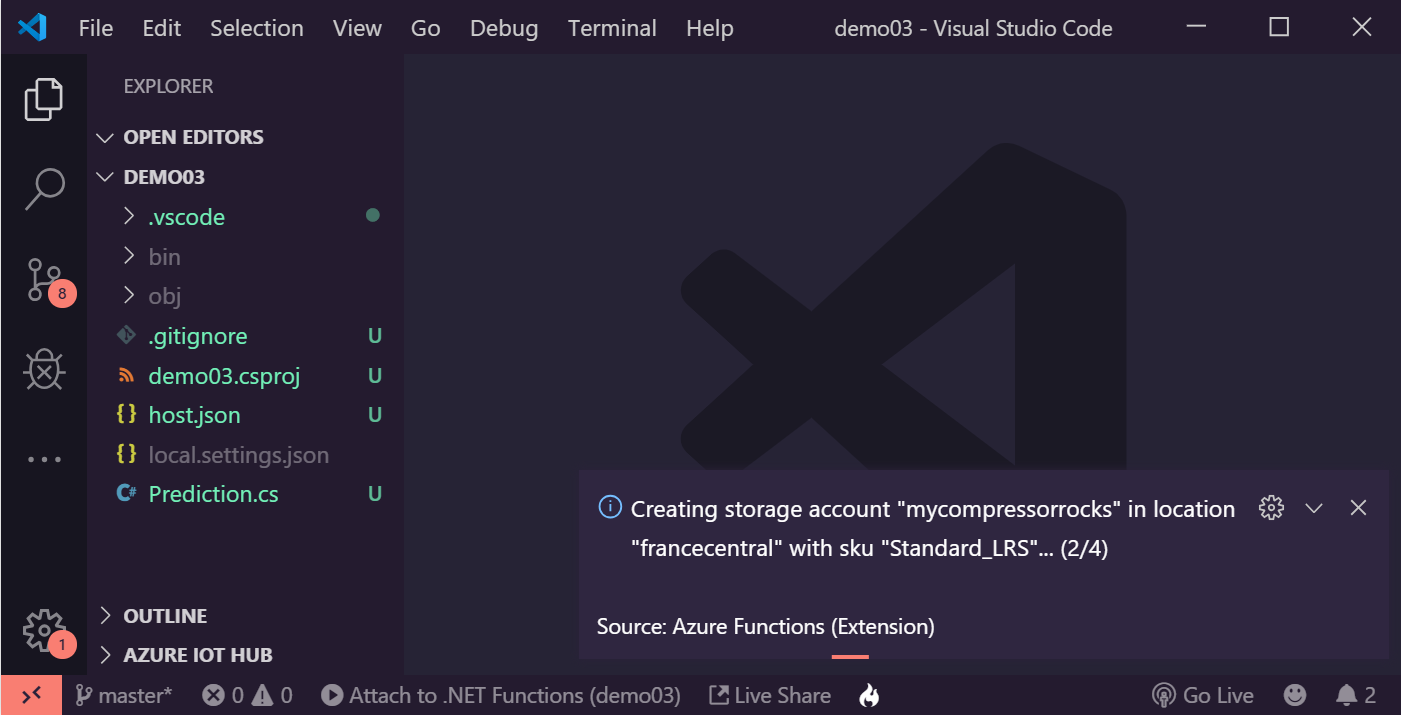 File Edit Selection View Go Debug Terminal Help demo03 - Visual Studio Code
EXPLORER
OPEN EDITORS
DEMO03
.vscode
bin
obj
.gitignore U
demo03.csproj U
host.json U
local.settings.json
Prediction.cs U
OUTLINE
AZURE IOT HUB
8
1
Creating storage account "mycompressorrocks" in location
"francecentral" with sku "Standard_LRS"... (2/4)
Source: Azure Functions (Extension)
master* 0 0 Attach to .NET Functions (demo03) Live Share Go Live 2